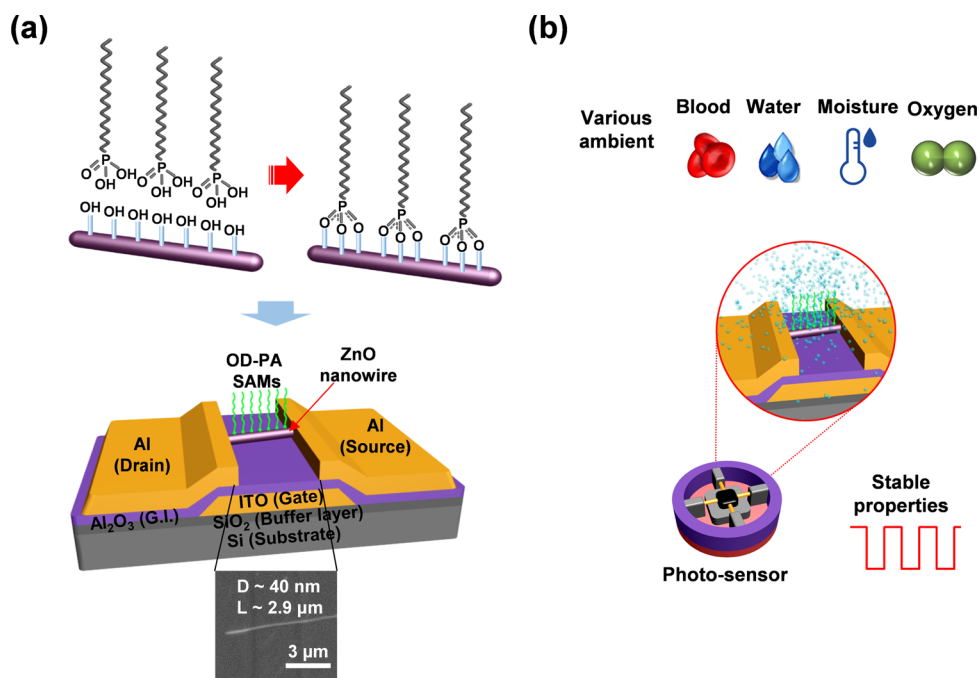 (a)
P
O
OH
OH
P
O
OH
OH
P
O
OH
OH
OH OH OH OH OH OH OH
P
O O O
P
O O O
P
O O O
OD-PA
SAMs
ZnO
nanowire
Al
(Drain)
Al
(Source)
ITO (Gate)
Al₂O₃ (G.I.)
SiO₂ (Buffer layer)
Si (Substrate)
D ~ 40 nm
L ~ 2.9 μm
3 μm
(b)
Various
ambient
Blood
Water
Moisture
Oxygen
Photo-sensor
Stable
properties